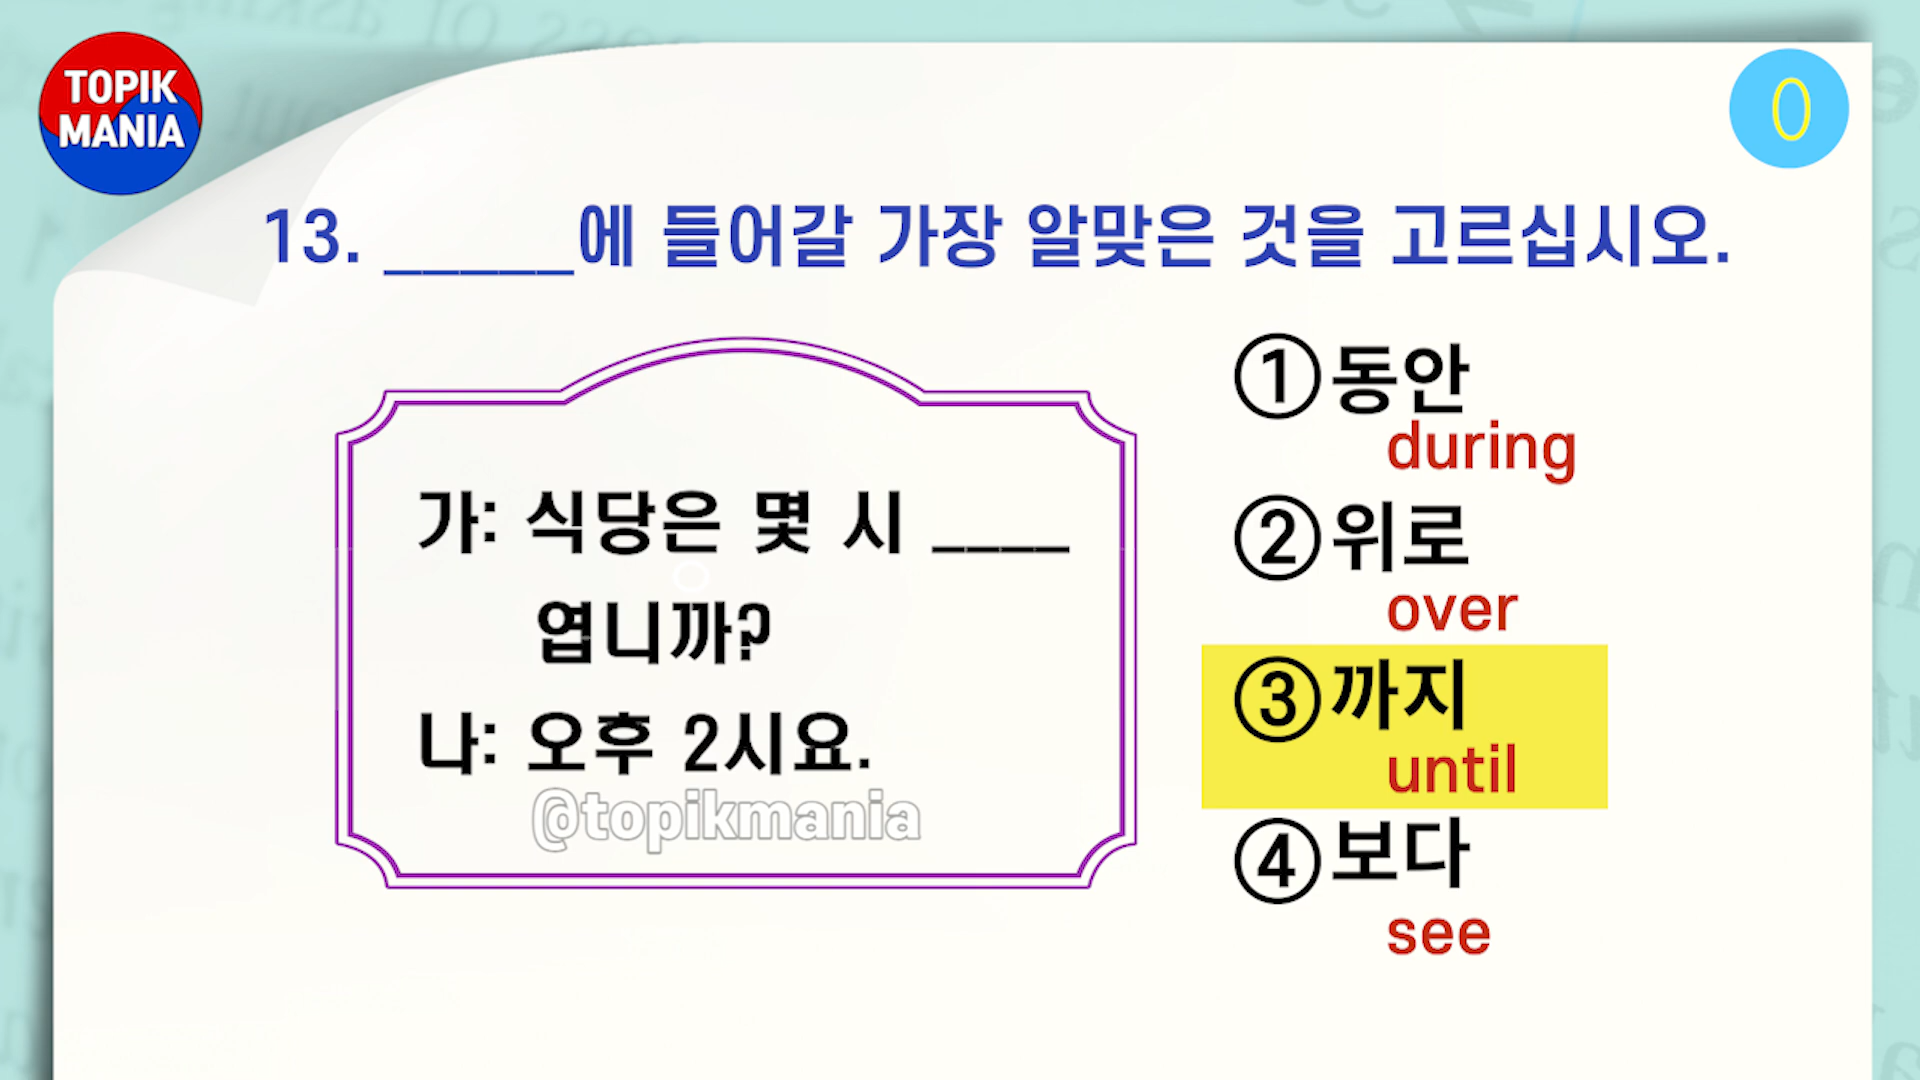 TOPIK
MANIA
0
13. _____에 들어갈 가장 알맞은 것을 고르십시오.
가: 식당은 몇 시 ____
엽니까?
나: 오후 2시요.
@topikmania
①동안
during
②위로
over
③까지
until
④보다
see